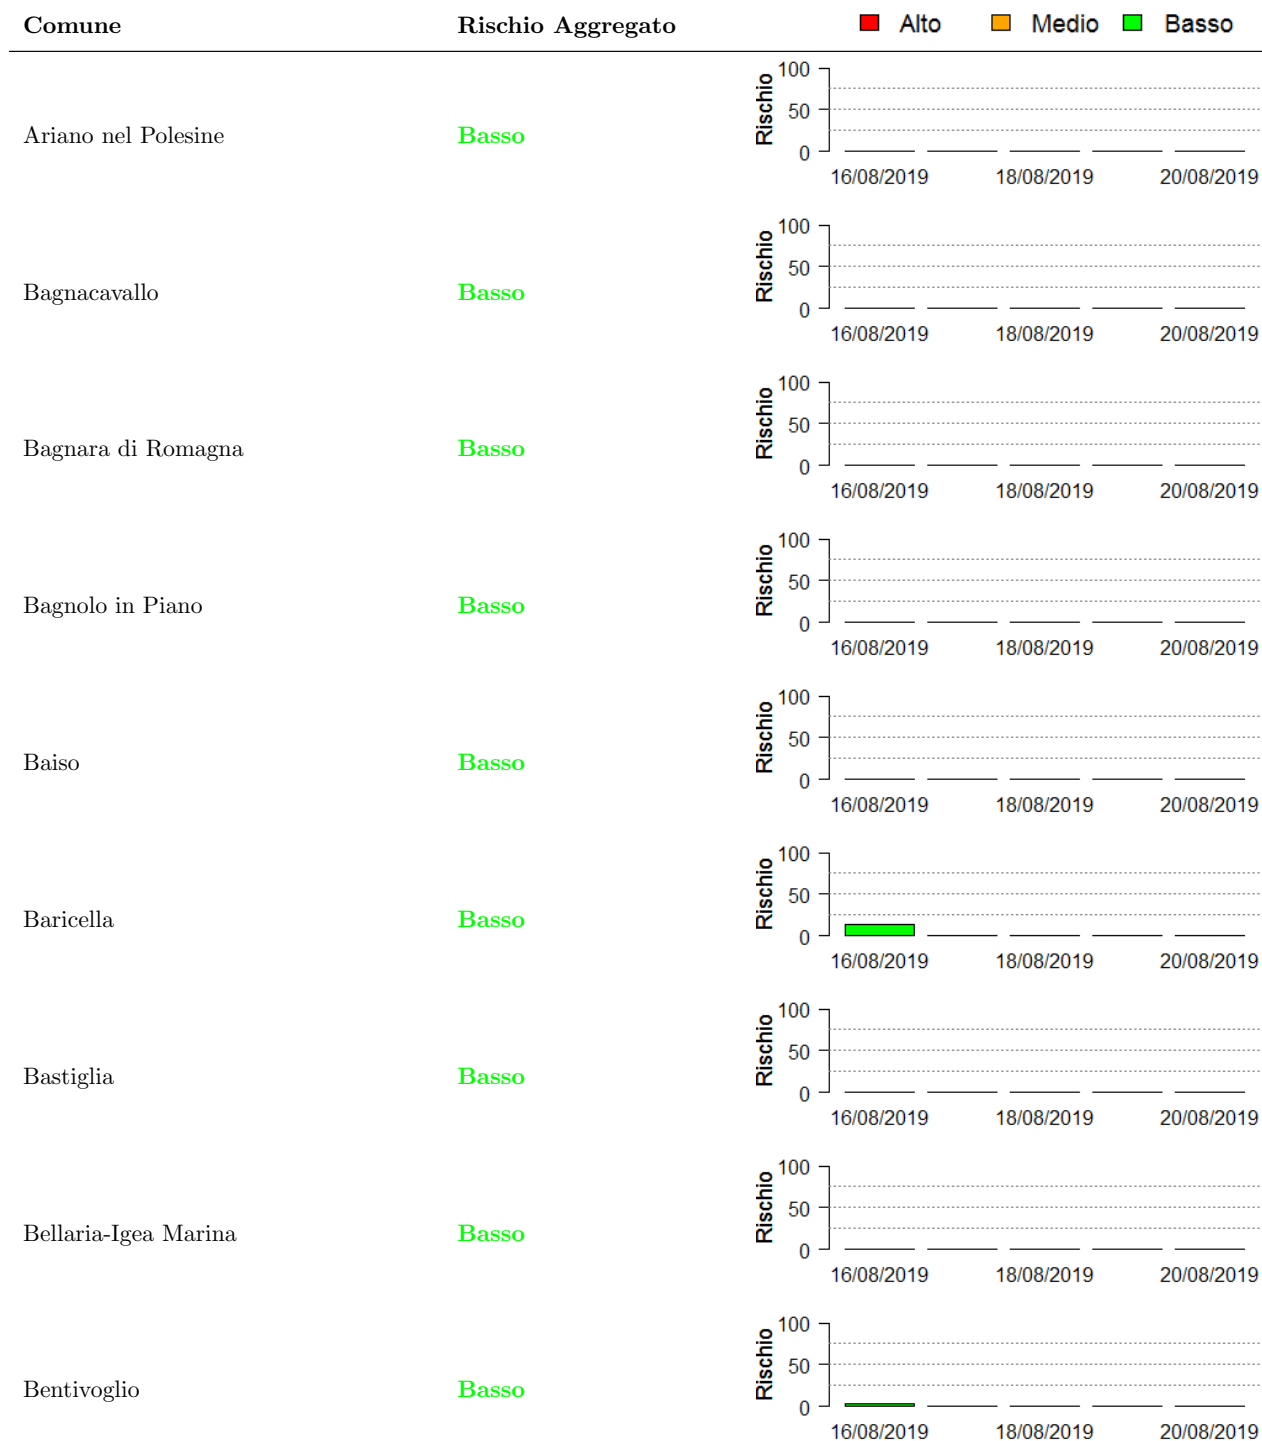 Comune Rischio Aggregato Alto Medio Basso
Ariano nel Polesine Basso Rischio 100 50 0
16/08/2019 18/08/2019 20/08/2019
Bagnacavallo Basso Rischio 100 50 0
16/08/2019 18/08/2019 20/08/2019
Bagnara di Romagna Basso Rischio 100 50 0
16/08/2019 18/08/2019 20/08/2019
Bagnolo in Piano Basso Rischio 100 50 0
16/08/2019 18/08/2019 20/08/2019
Baiso Basso Rischio 100 50 0
16/08/2019 18/08/2019 20/08/2019
Baricella Basso Rischio 100 50 0
16/08/2019 18/08/2019 20/08/2019
Bastiglia Basso Rischio 100 50 0
16/08/2019 18/08/2019 20/08/2019
Bellaria-Igea Marina Basso Rischio 100 50 0
16/08/2019 18/08/2019 20/08/2019
Bentivoglio Basso Rischio 100 50 0
16/08/2019 18/08/2019 20/08/2019